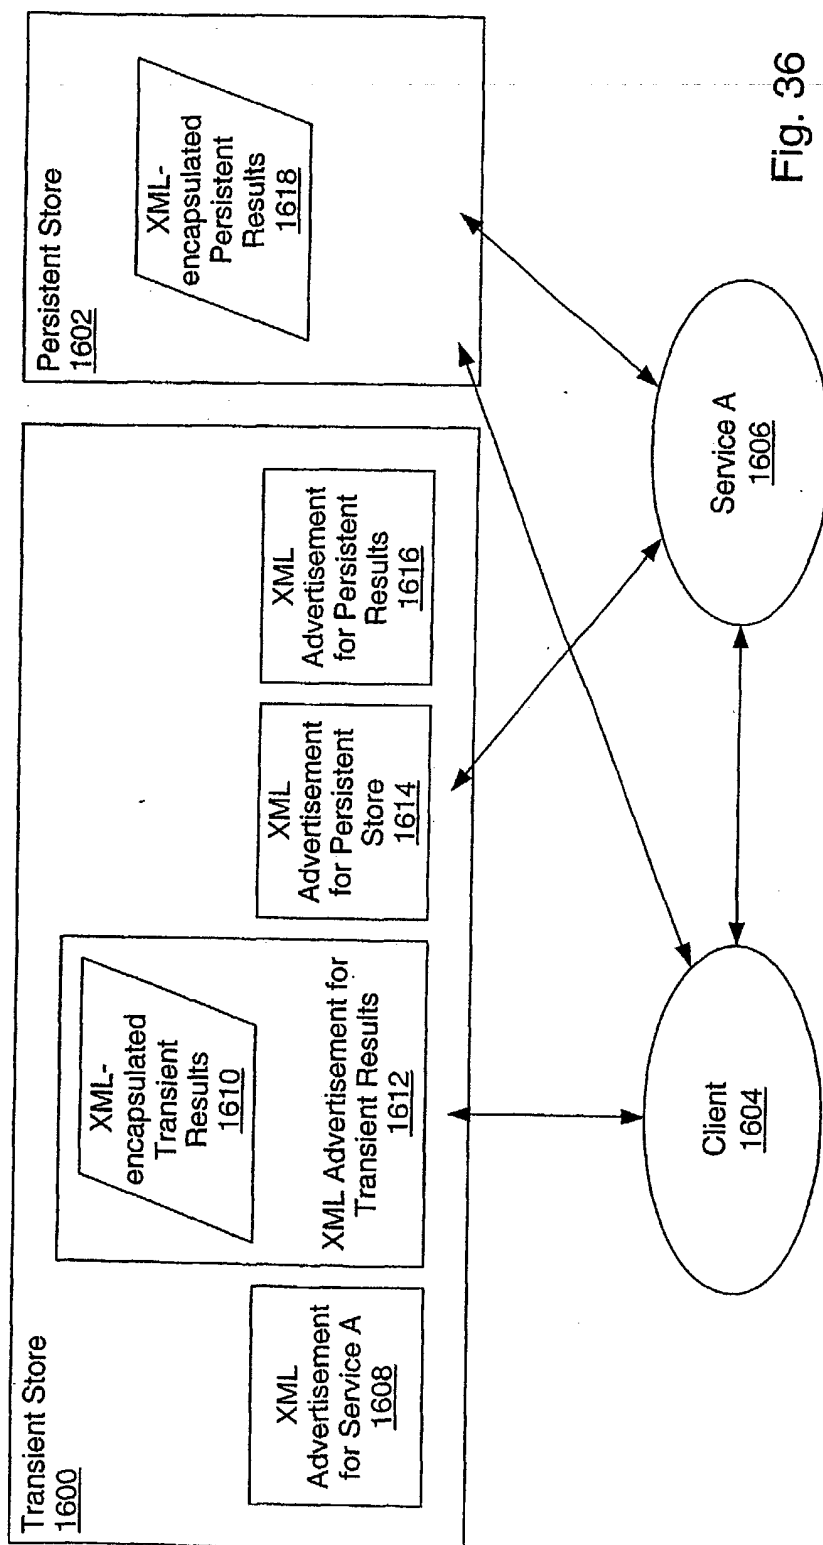 Transient Store
1600
XML
Advertisement
for Service A
1608
XML-
encapsulated
Transient
Results
1610
XML Advertisement for
Transient Results
1612
XML
Advertisement
for Persistent
Store
1614
XML
Advertisement
for Persistent
Results
1616
Persistent Store
1602
XML-
encapsulated
Persistent
Results
1618
Client
1604
Service A
1606
Fig. 36